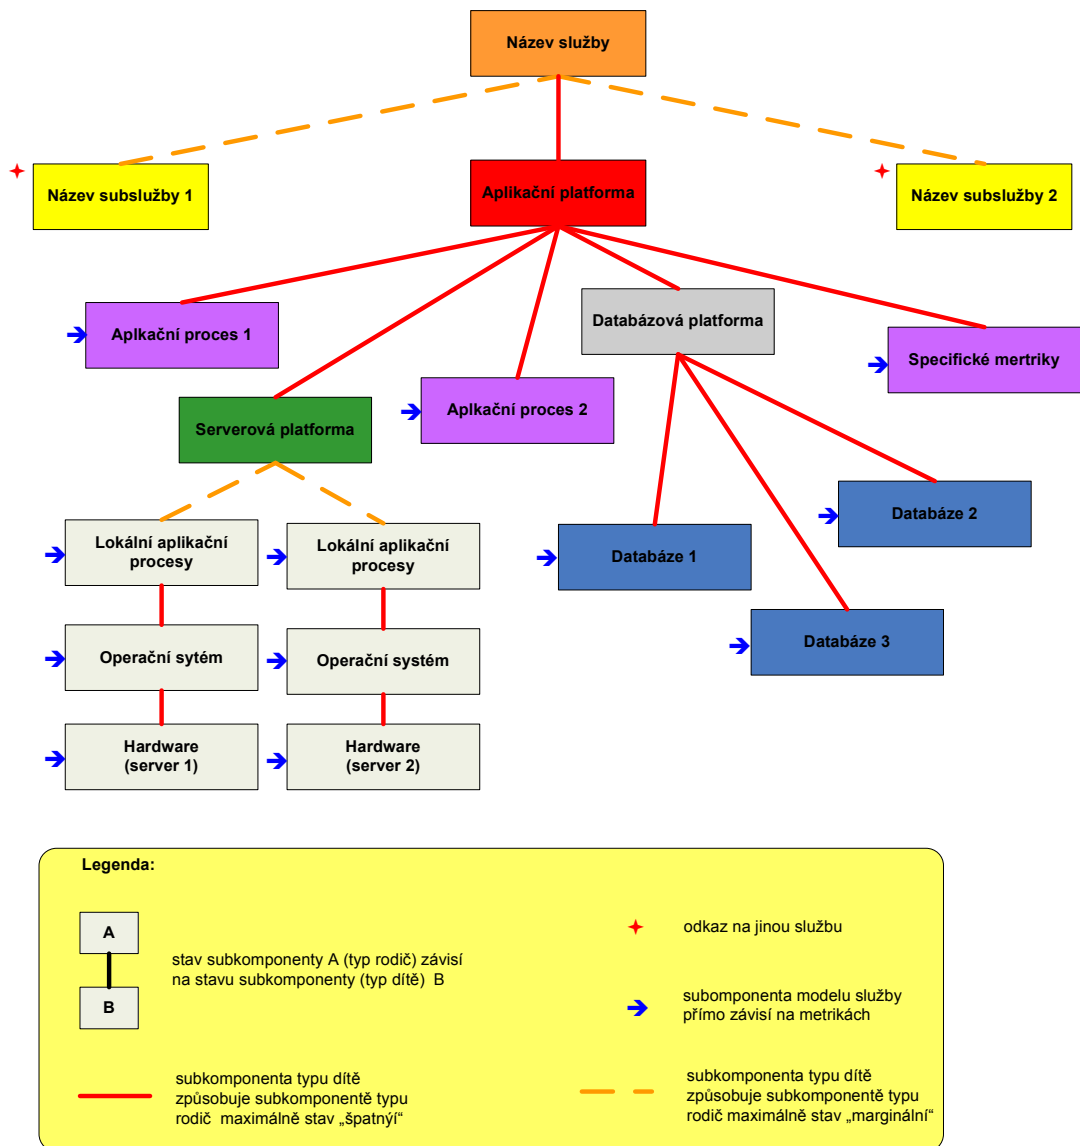 Název služby
Název subslužby 1
Aplikační platforma
Název subslužby 2
Aplkační proces 1
Databázová platforma
Specifické mertriky
Aplkační proces 2
Serverová platforma
Databáze 2
Databáze 1
Databáze 3
Lokální aplikační
procesy
Lokální aplikační
procesy
Operační sytém
Operační systém
Hardware
(server 1)
Hardware
(server 2)
Legenda:
A
B
stav subkomponenty A (typ rodič) závisí
na stavu subkomponenty (typ dítě)  B
odkaz na jinou službu
subomponenta modelu služby
přímo závisí na metrikách
subkomponenta typu dítě
způsobuje subkomponentě typu
rodič  maximálně stav „špatnýí“
subkomponenta typu dítě
způsobuje subkomponentě typu
rodič maximálně stav „marginální“